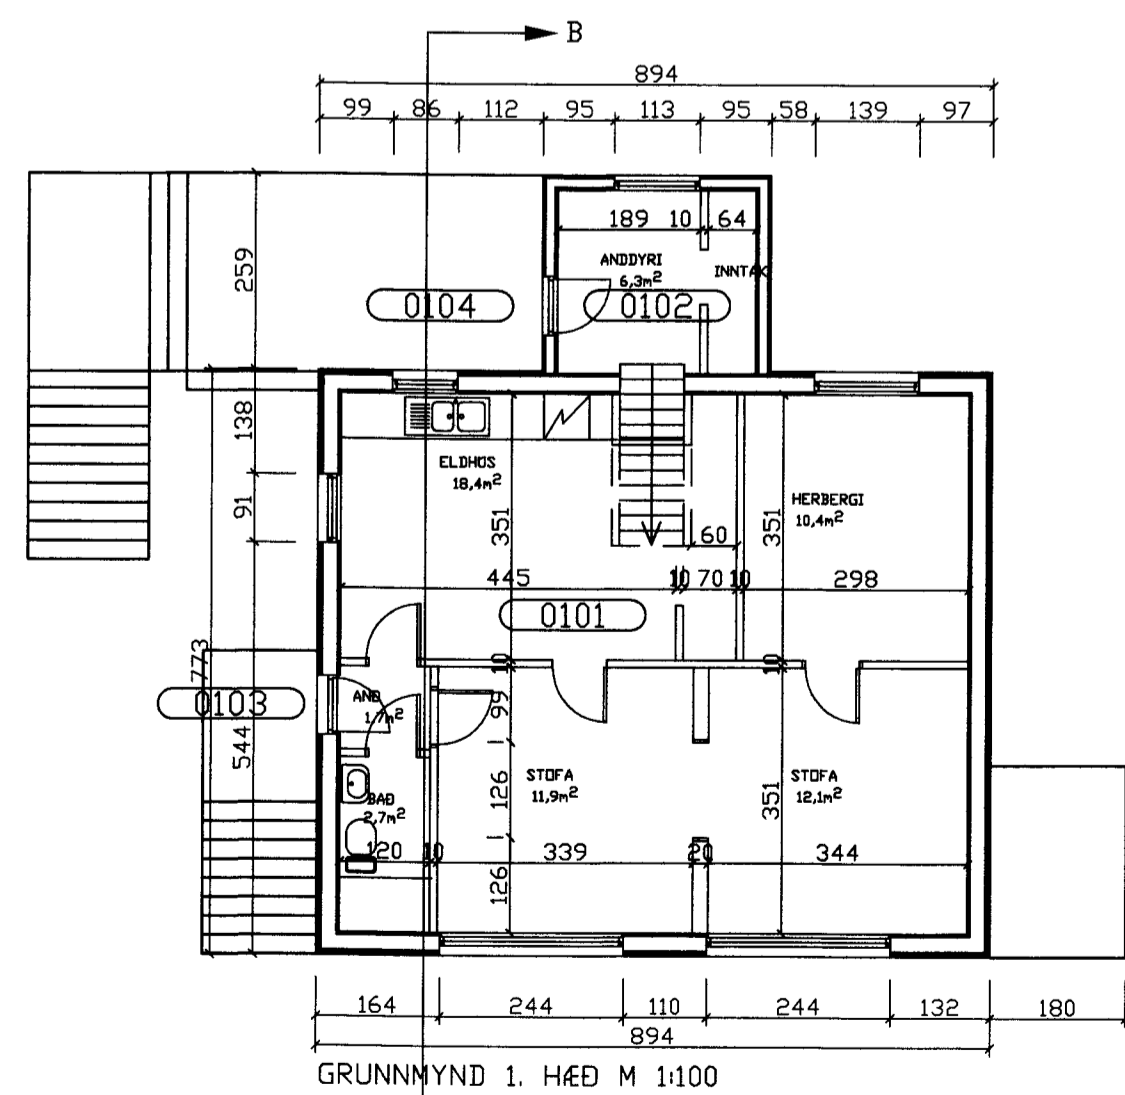 B
894
99 86 112 95 113 95 58 139 97
189 10 64
ANDDYRI
6,3m²
INNTAK
0104
0102
259
138
91
773
544
ELDHÚS
18,4m²
HERBERGI
10,4m²
351
351
60
445 10 70 10 298
0101
10
10
AND
1,7m²
0103
99
STOFA
11,9m²
STOFA
12,1m²
126
351
BAÐ
2,7m²
120 10 339 20 344
126
164 244 110 244 132 180
894
GRUNNMYND 1. HÆÐ M 1:100